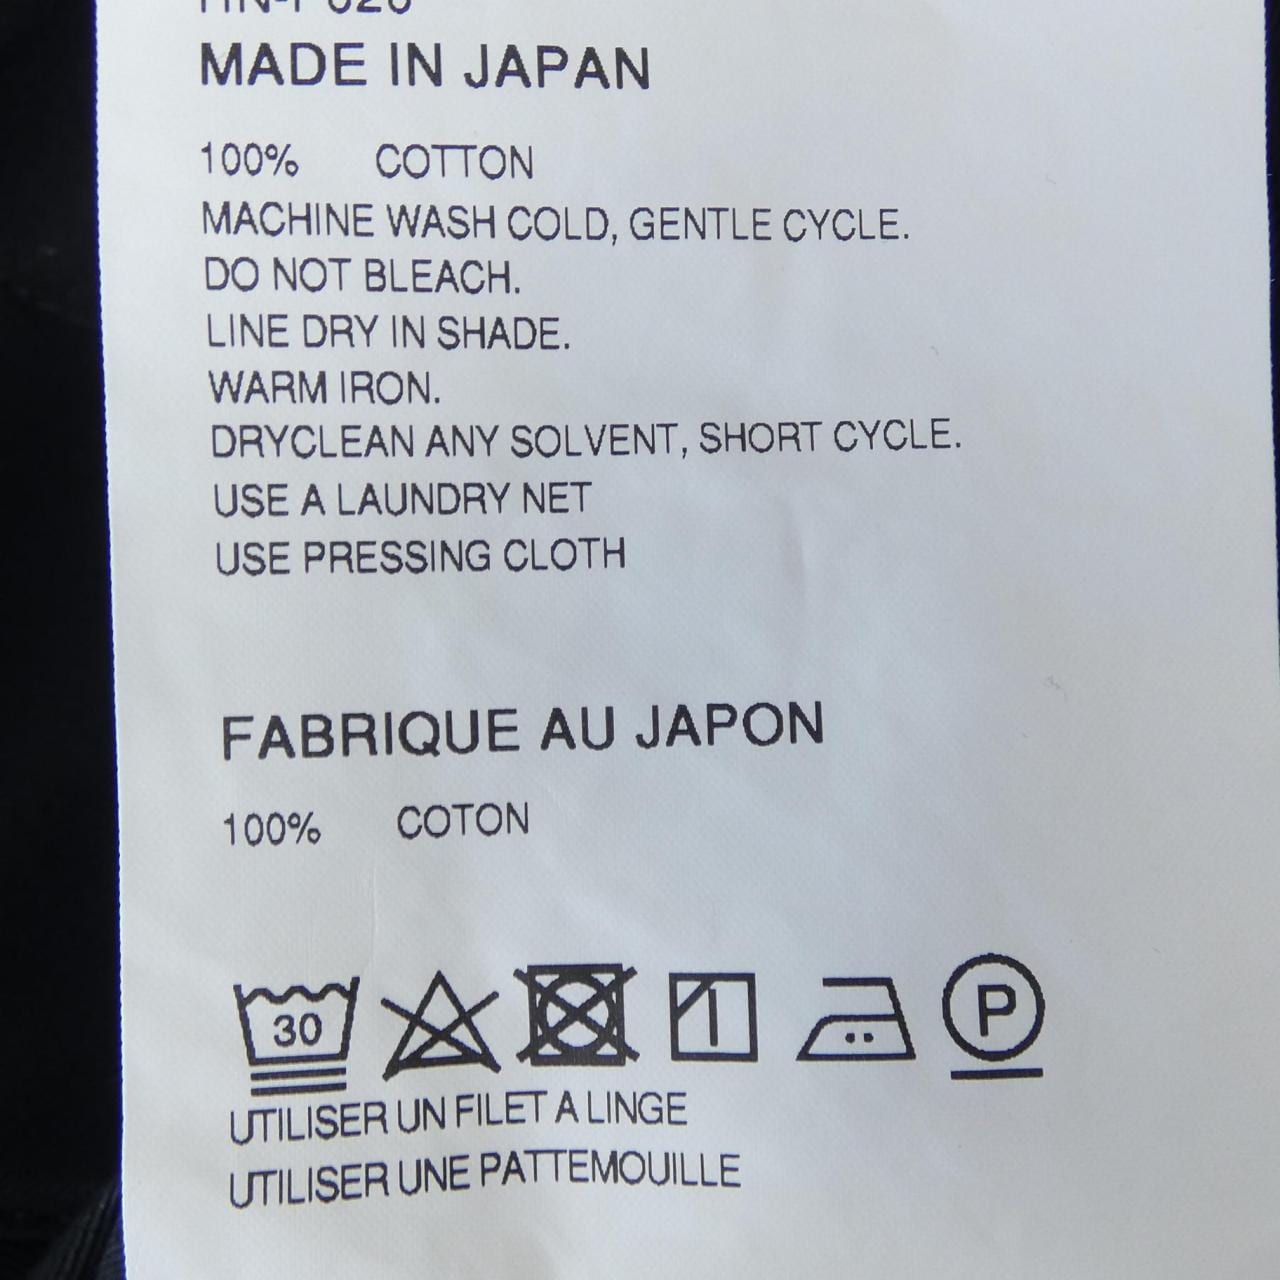 MADE IN JAPAN
100% COTTON
MACHINE WASH COLD, GENTLE CYCLE.
DO NOT BLEACH.
LINE DRY IN SHADE.
WARM IRON.
DRYCLEAN ANY SOLVENT, SHORT CYCLE.
USE A LAUNDRY NET
USE PRESSING CLOTH
FABRIQUE AU JAPON
100% COTON
30 P
UTILISER UN FILET A LINGE
UTILISER UNE PATTEMOUILLE